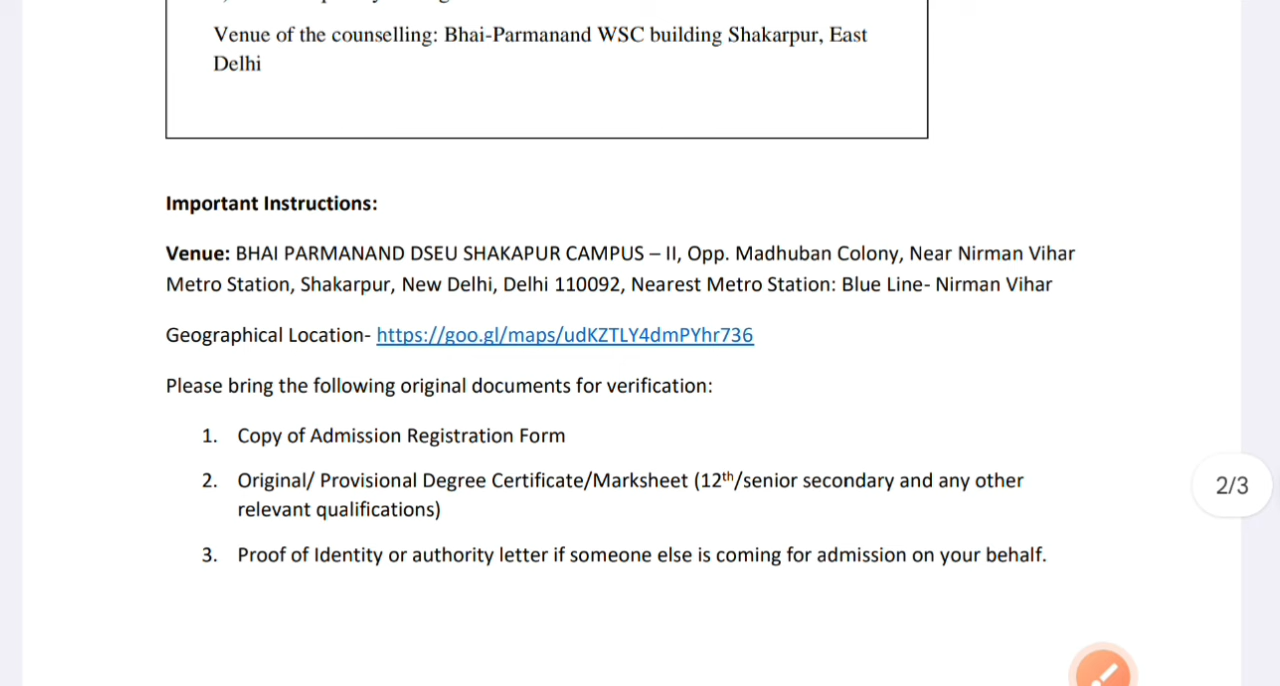 Venue of the counselling: Bhai-Parmanand WSC building Shakarpur, East
Delhi
Important Instructions:
Venue: BHAI PARMANAND DSEU SHAKAPUR CAMPUS – II, Opp. Madhuban Colony, Near Nirman Vihar
Metro Station, Shakarpur, New Delhi, Delhi 110092, Nearest Metro Station: Blue Line- Nirman Vihar
Geographical Location- https://goo.gl/maps/udKZTLY4dmPYhr736
Please bring the following original documents for verification:
1. Copy of Admission Registration Form
2. Original/ Provisional Degree Certificate/Marksheet (12th/senior secondary and any other
relevant qualifications)
2/3
3. Proof of Identity or authority letter if someone else is coming for admission on your behalf.